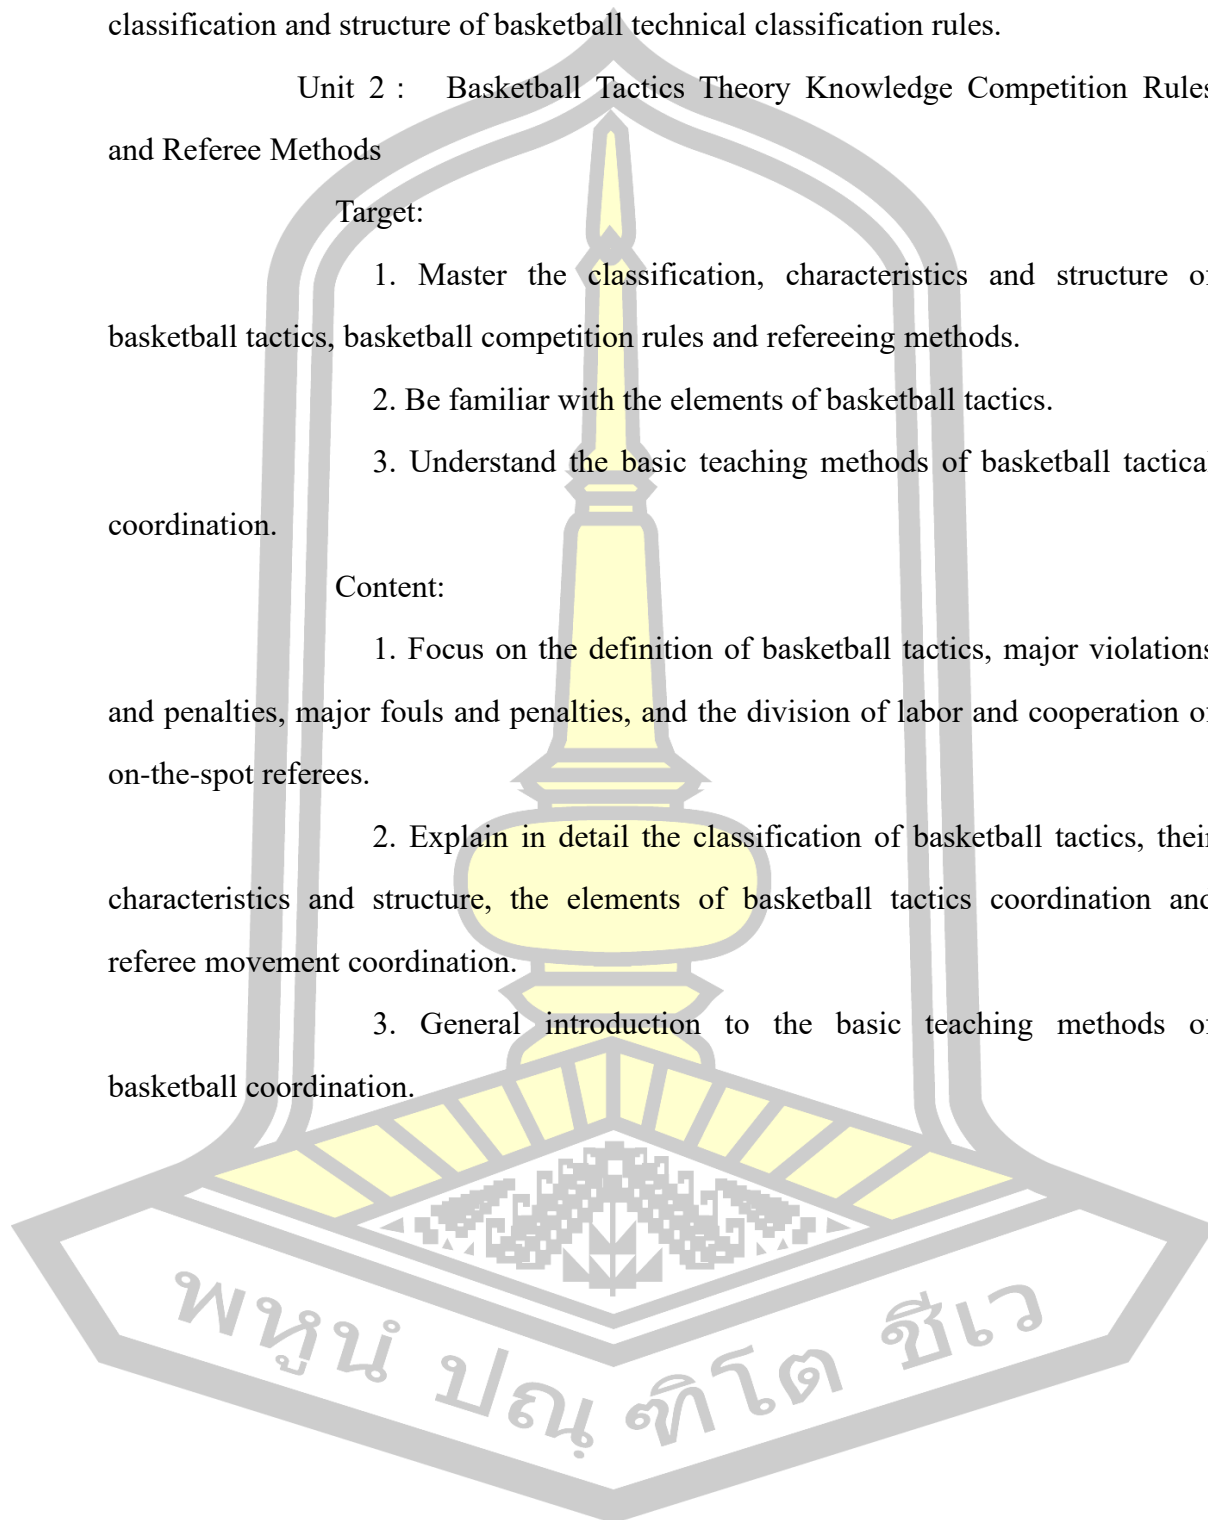 classification and structure of basketball technical classification rules.
Unit 2 : Basketball Tactics Theory Knowledge Competition Rules
and Referee Methods
Target:
1. Master the classification, characteristics and structure of
basketball tactics, basketball competition rules and refereeing methods.
2. Be familiar with the elements of basketball tactics.
3. Understand the basic teaching methods of basketball tactical
coordination.
Content:
1. Focus on the definition of basketball tactics, major violations
and penalties, major fouls and penalties, and the division of labor and cooperation of
on-the-spot referees.
2. Explain in detail the classification of basketball tactics, their
characteristics and structure, the elements of basketball tactics coordination and
referee movement coordination.
3. General introduction to the basic teaching methods of
basketball coordination.
พหูนํ ปณฺฑิโต ชีเว